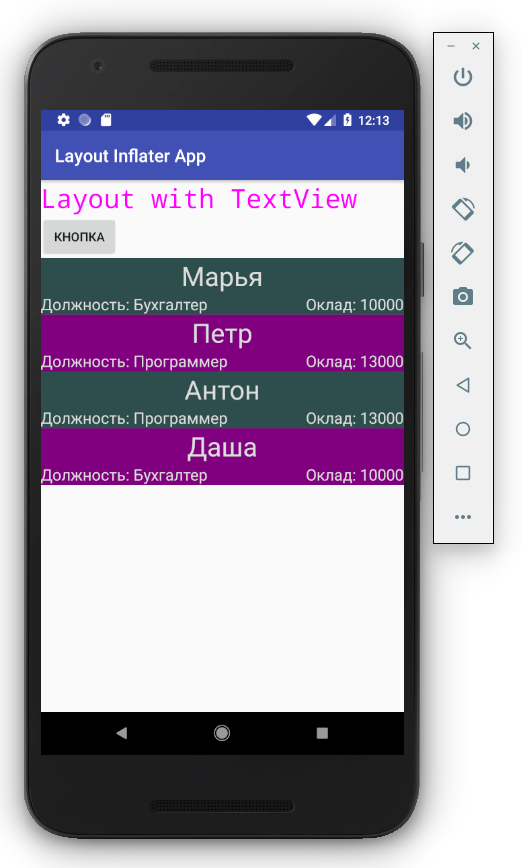 12:13
Layout Inflater App
Layout with TextView
КНОПКА
Марья
Должность: Бухгалтер Оклад: 10000
Петр
Должность: Программер Оклад: 13000
Антон
Должность: Программер Оклад: 13000
Даша
Должность: Бухгалтер Оклад: 10000